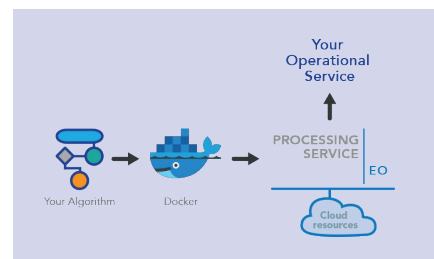 Your
Operational
Service
PROCESSING
SERVICE
EO
Your Algorithm
Docker
Cloud
resources